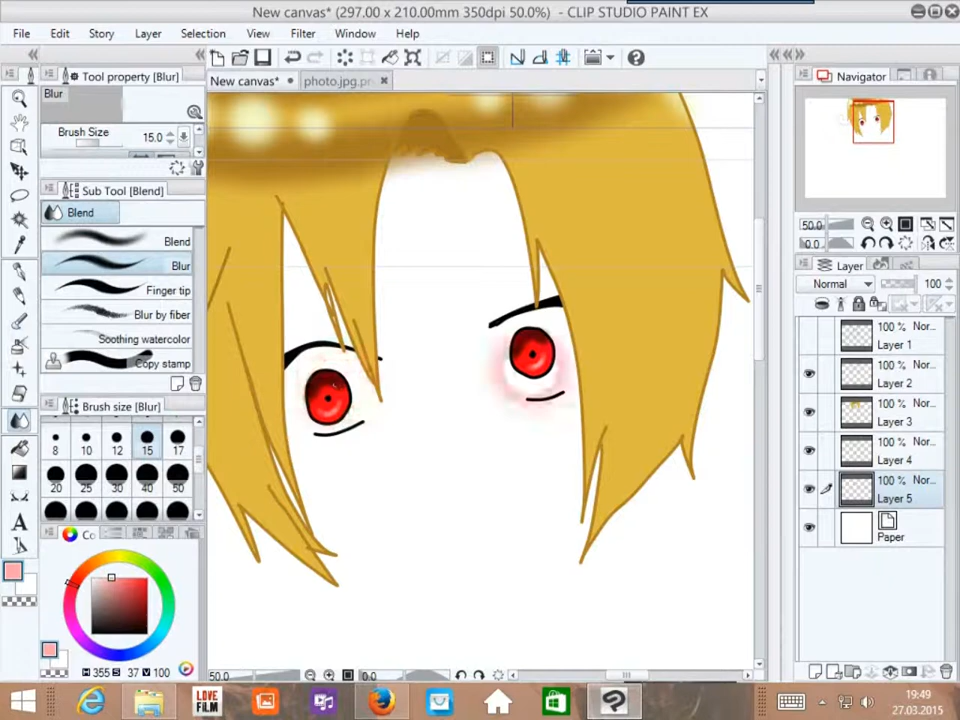 New canvas* (297.00 x 210.00mm 350dpi 50.0%) - CLIP STUDIO PAINT EX
File Edit Story Layer Selection View Filter Window Help
Tool property [Blur]
Blur
Brush Size 15.0
Sub Tool [Blend]
Blend
Blend
Blur
Finger tip
Blur by fiber
Soothing watercolor
Copy stamp
Brush size [Blur]
8 10 12 15 17
20 25 30 40 50
Co
H 355 S 37 V 100
New canvas* photo.jpg.pn
50.0 0.0
Navigator
50.0
0.0
Layer
Normal 100
100 % Nor...
Layer 1
100 % Nor...
Layer 2
100 % Nor...
Layer 3
100 % Nor...
Layer 4
100 % Nor...
Layer 5
Paper
LOVE
FiLM
19:49
27.03.2015